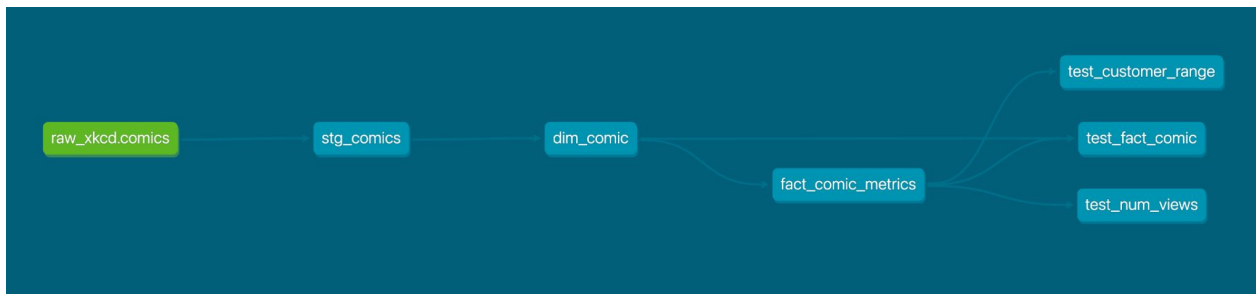 test_customer_range
raw_xkcd.comics
stg_comics
dim_comic
test_fact_comic
fact_comic_metrics
test_num_views